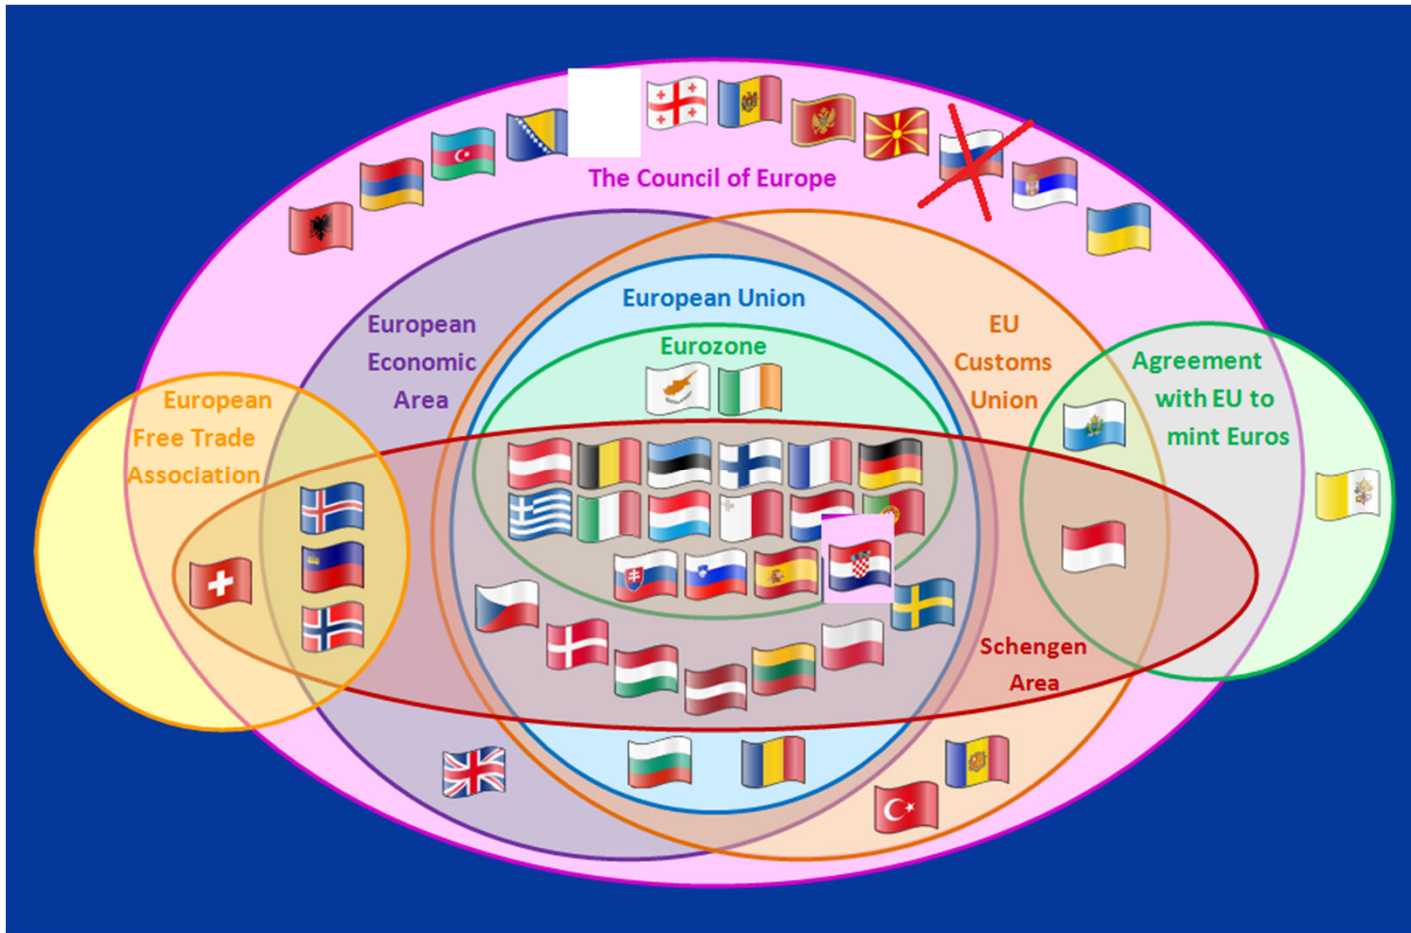 The Council of Europe
European Union
Eurozone
European
Economic
Area
EU
Customs
Union
Agreement
with EU to
mint Euros
European
Free Trade
Association
Schengen
Area